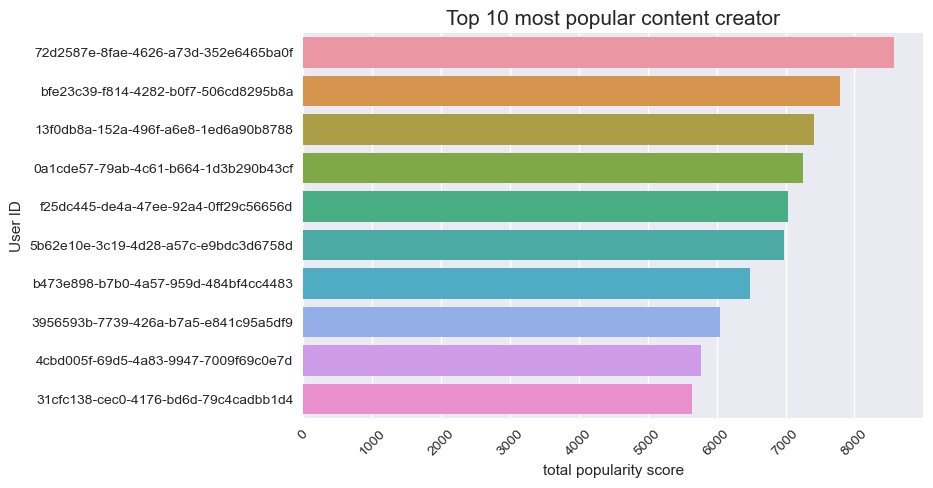 Top 10 most popular content creator
User ID
72d2587e-8fae-4626-a73d-352e6465ba0f
bfe23c39-f814-4282-b0f7-506cd8295b8a
13f0db8a-152a-496f-a6e8-1ed6a90b8788
0a1cde57-79ab-4c61-b664-1d3b290b43cf
f25dc445-de4a-47ee-92a4-0ff29c56656d
5b62e10e-3c19-4d28-a57c-e9bdc3d6758d
b473e898-b7b0-4a57-959d-484bf4cc4483
3956593b-7739-426a-b7a5-e841c95a5df9
4cbd005f-69d5-4a83-9947-7009f69c0e7d
31cfc138-cec0-4176-bd6d-79c4cadbb1d4
0 1000 2000 3000 4000 5000 6000 7000 8000
total popularity score